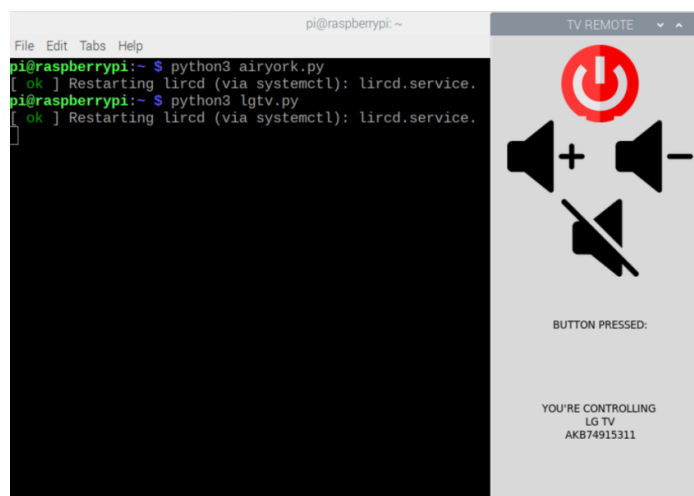 pi@raspberrypi: ~
TV REMOTE
File Edit Tabs Help
pi@raspberrypi:~ $ python3 airyork.py
[ ok ] Restarting lircd (via systemctl): lircd.service.
pi@raspberrypi:~ $ python3 lgtv.py
[ ok ] Restarting lircd (via systemctl): lircd.service.
BUTTON PRESSED:
YOU'RE CONTROLLING
LG TV
AKB74915311